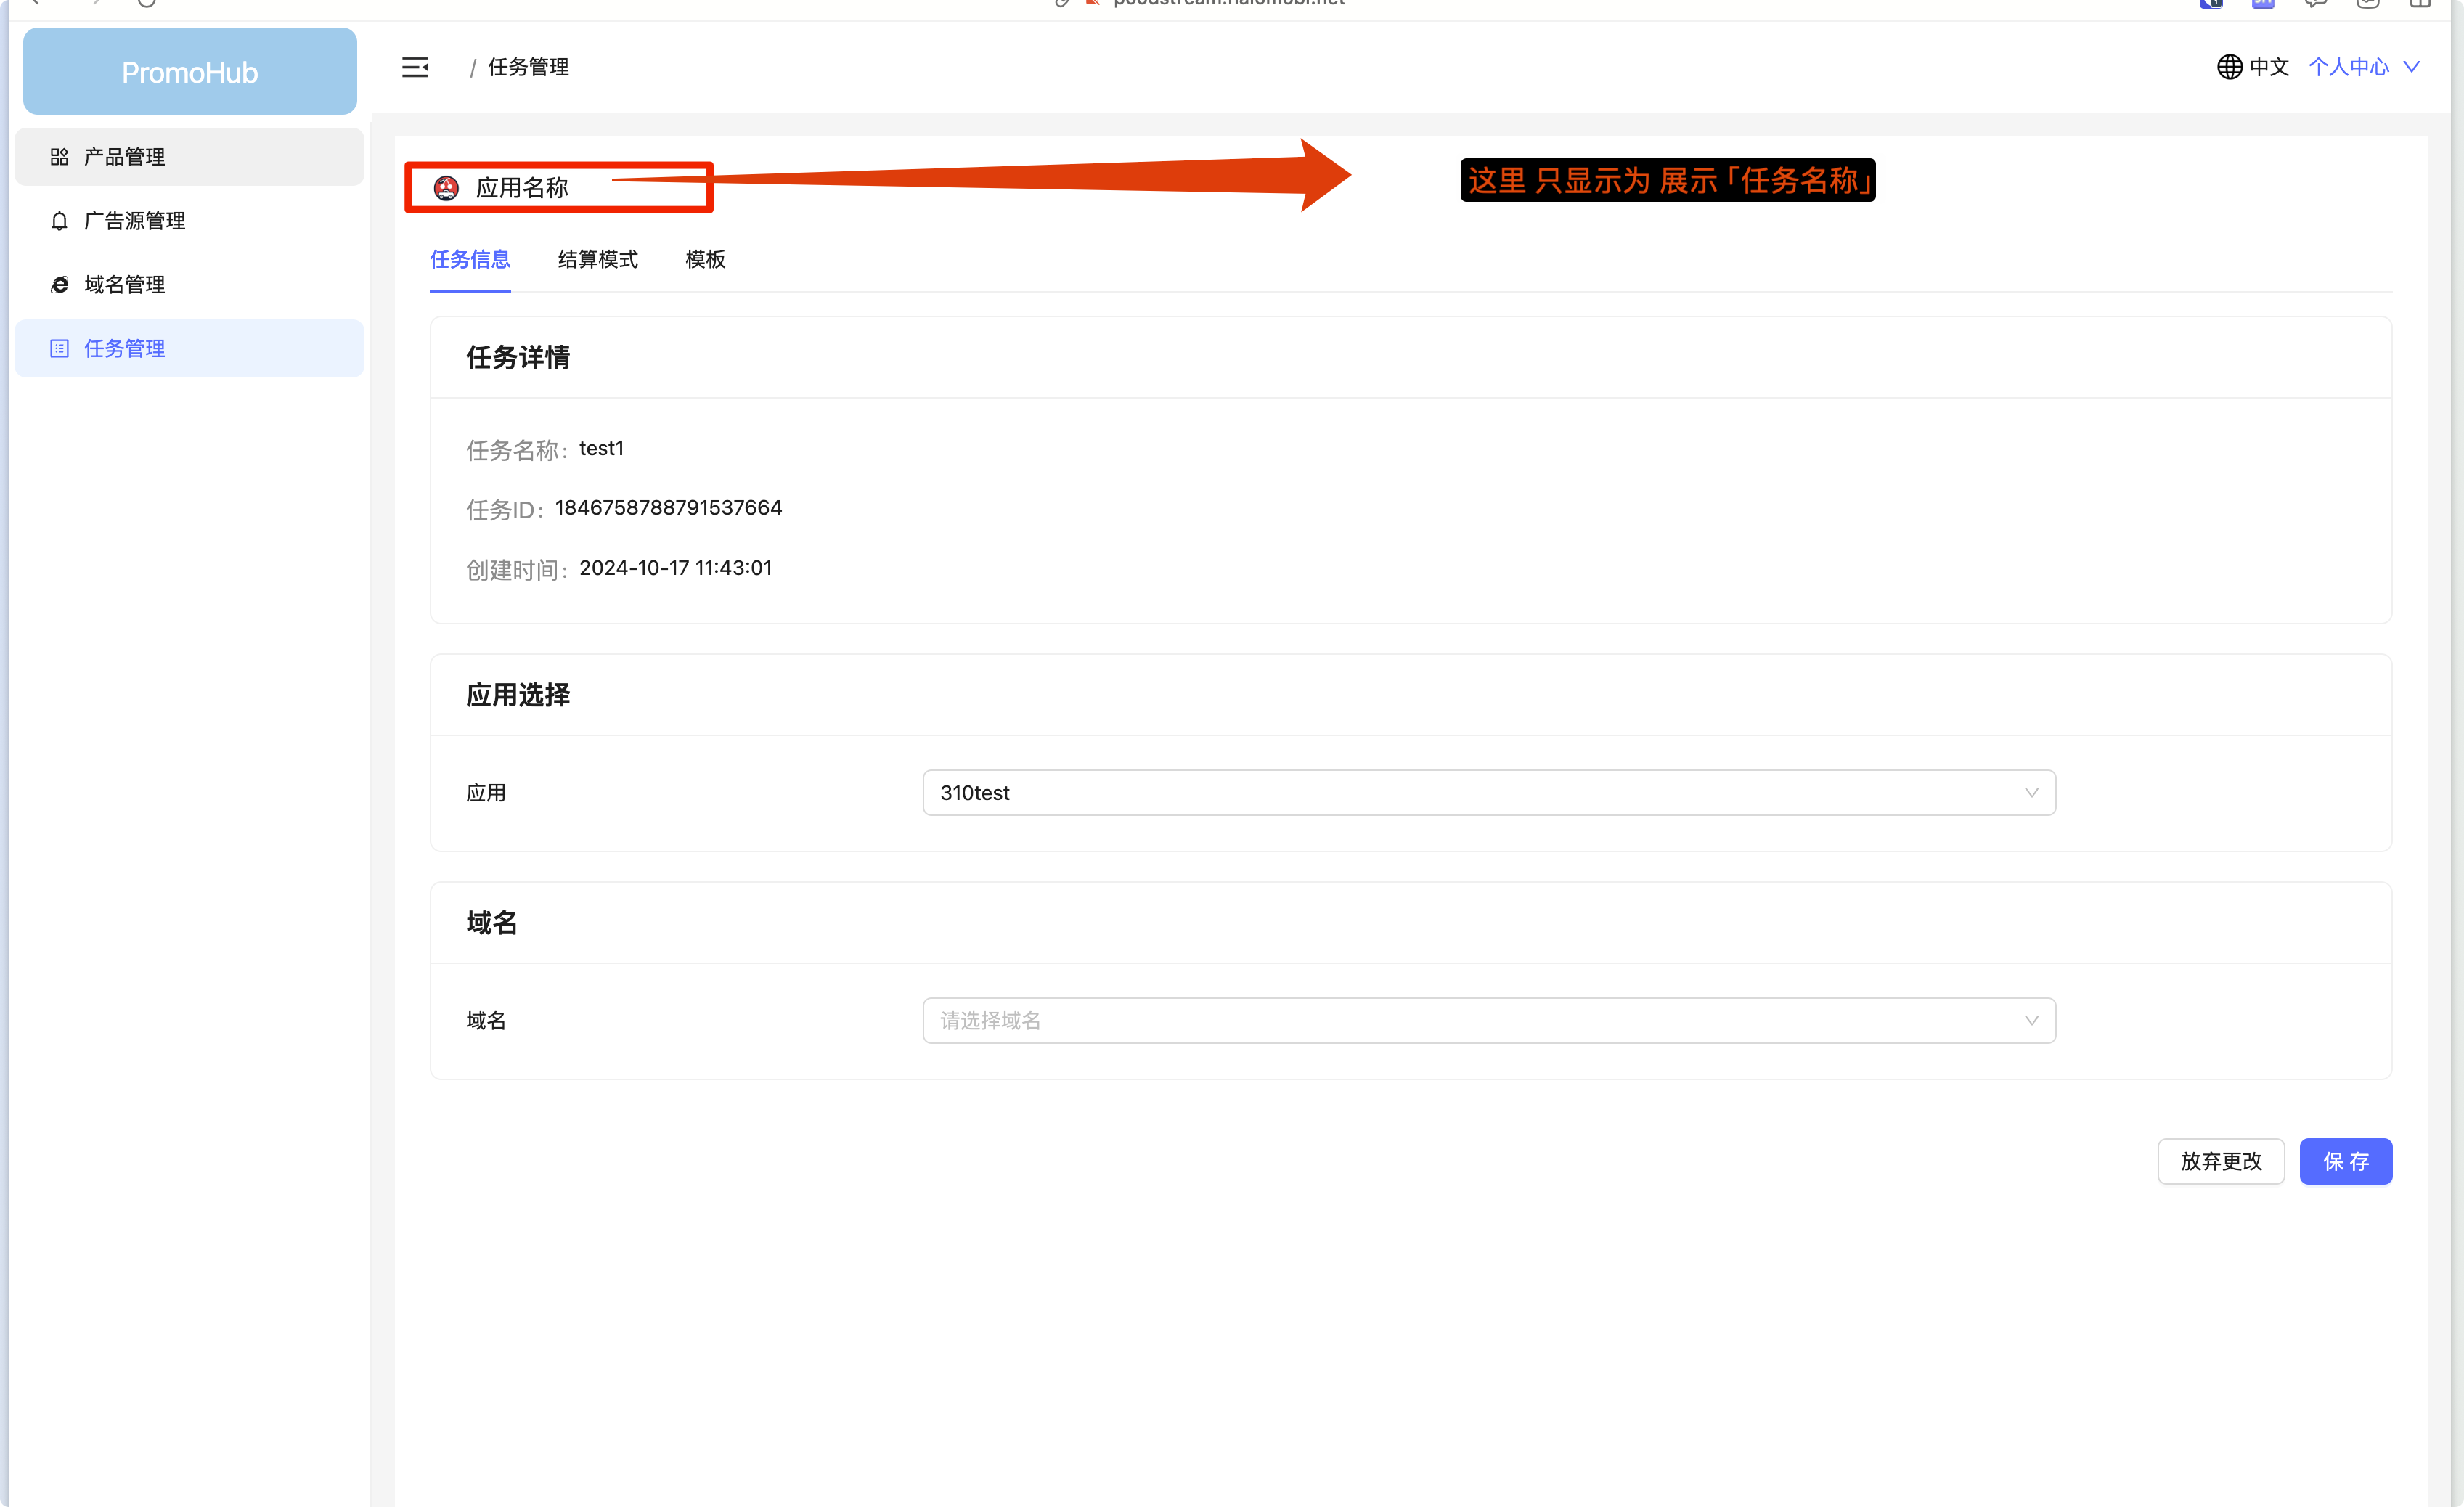 PromoHub
/ 任务管理
中文 个人中心
产品管理
广告源管理
域名管理
任务管理
应用名称
这里 只显示为 展示「任务名称」
任务信息 结算模式 模板
任务详情
任务名称： test1
任务ID： 1846758788791537664
创建时间： 2024-10-17 11:43:01
应用选择
应用 310test
域名
域名 请选择域名
放弃更改 保 存